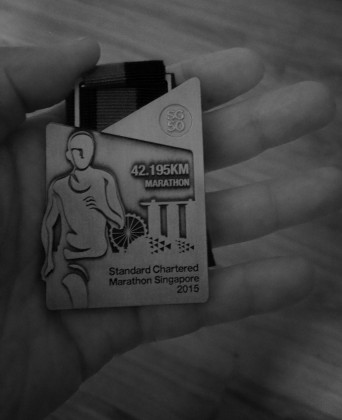 SG
50
42.195KM
MARATHON
Standard Chartered
Marathon Singapore
2015